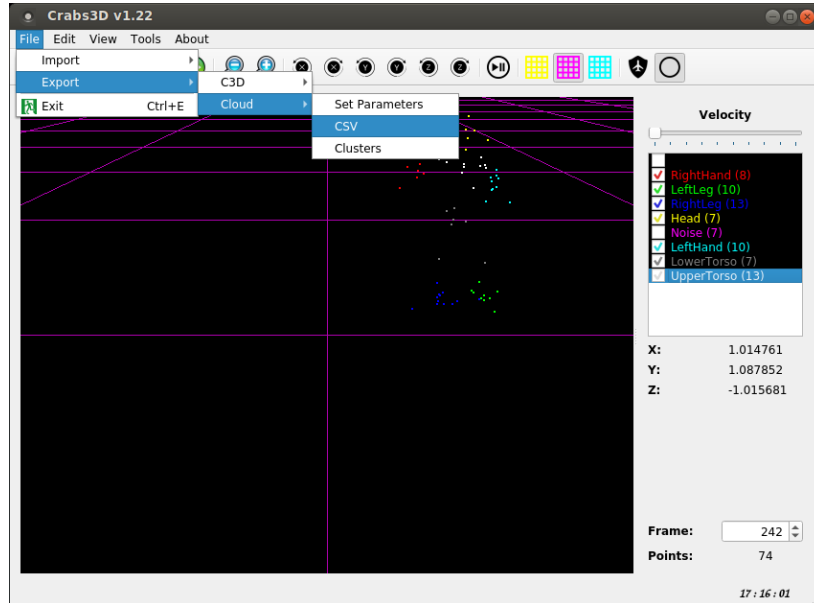 Crabs3D v1.22
File Edit View Tools About
Import
Export
Exit Ctrl+E
C3D
Cloud
Set Parameters
CSV
Clusters
X X Y Y Z Z
Velocity
RightHand (8)
LeftLeg (10)
RightLeg (13)
Head (7)
Noise (7)
LeftHand (10)
LowerTorso (7)
UpperTorso (13)
X: 1.014761
Y: 1.087852
Z: -1.015681
Frame: 242
Points: 74
17:16:01